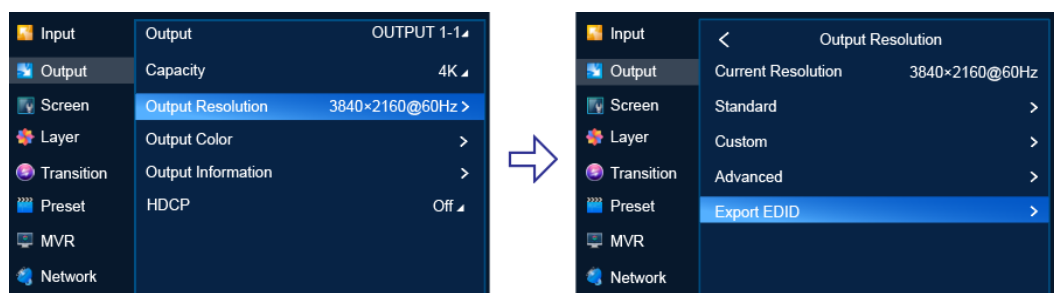 Input
Output
Screen
Layer
Transition
Preset
MVR
Network
Output OUTPUT 1-1
Capacity 4K
Output Resolution 3840×2160@60Hz >
Output Color >
Output Information >
HDCP Off
Input
Output
Screen
Layer
Transition
Preset
MVR
Network
< Output Resolution
Current Resolution 3840×2160@60Hz
Standard >
Custom >
Advanced >
Export EDID >